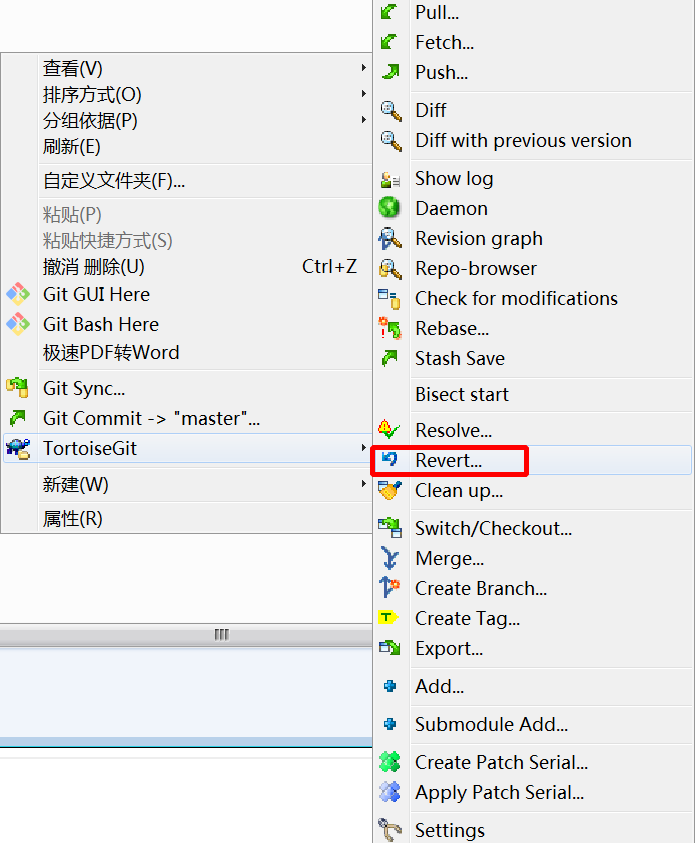 查看(V)
排序方式(O)
分组依据(P)
刷新(E)
自定义文件夹(F)...
粘贴(P)
粘贴快捷方式(S)
撤消 删除(U) Ctrl+Z
Git GUI Here
Git Bash Here
极速PDF转Word
Git Sync...
Git Commit -> "master"...
TortoiseGit
新建(W)
属性(R)
Pull...
Fetch...
Push...
Diff
Diff with previous version
Show log
Daemon
Revision graph
Repo-browser
Check for modifications
Rebase...
Stash Save
Bisect start
Resolve...
Revert...
Clean up...
Switch/Checkout...
Merge...
Create Branch...
Create Tag...
Export...
Add...
Submodule Add...
Create Patch Serial...
Apply Patch Serial...
Settings